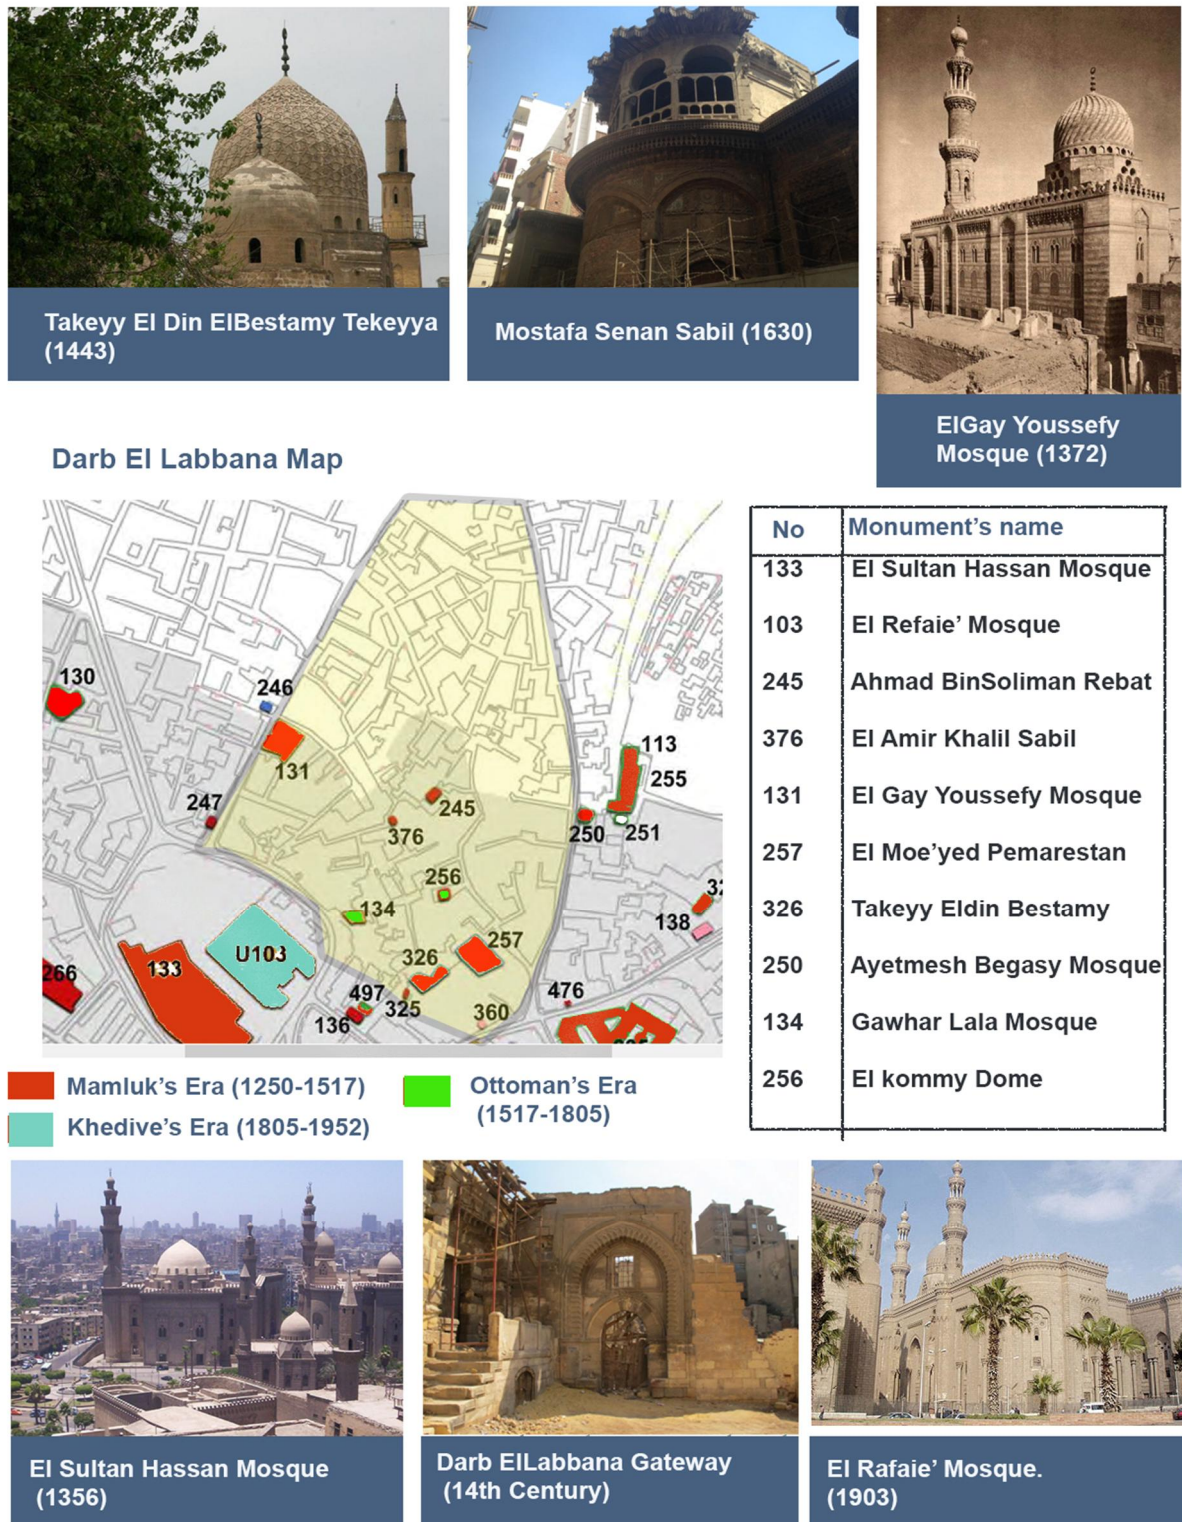 Takeyy El Din ElBestamy Tekeyya
(1443)
Mostafa Senan Sabil (1630)
ElGay Youssefy
Mosque (1372)
Darb El Labbana Map
130
246
131
247
245
376
113
255
250
251
256
134
138
133
U103
326
257
266
497
325
136
360
476
No
Monument's name
133
El Sultan Hassan Mosque
103
El Refaie' Mosque
245
Ahmad BinSoliman Rebat
376
El Amir Khalil Sabil
131
El Gay Youssefy Mosque
257
El Moe'yed Pemarestan
326
Takeyy Eldin Bestamy
250
Ayetmesh Begasy Mosque
134
Gawhar Lala Mosque
256
El kommy Dome
Mamluk's Era (1250-1517)
Ottoman's Era
(1517-1805)
Khedive's Era (1805-1952)
El Sultan Hassan Mosque
(1356)
Darb ElLabbana Gateway
(14th Century)
El Rafaie' Mosque.
(1903)